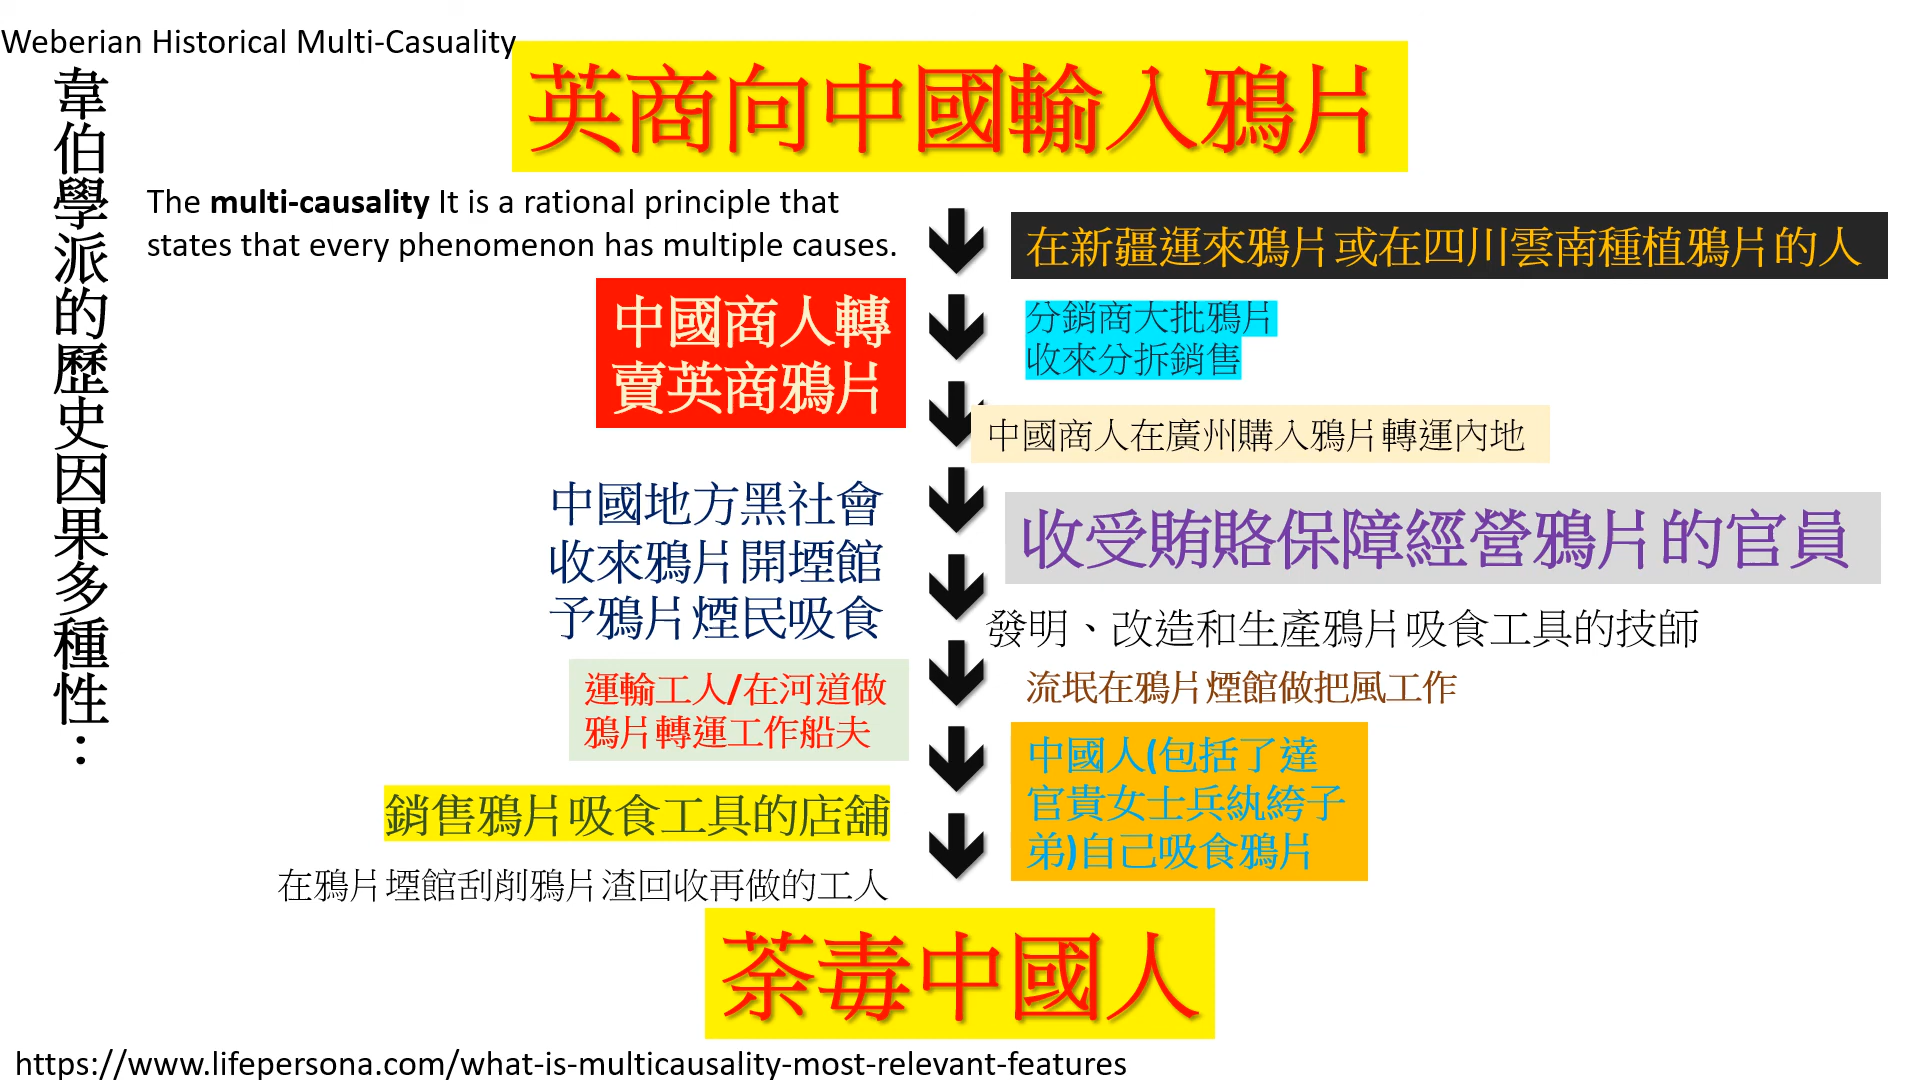 Weberian Historical Multi-Casuality
韋伯學派的歷史因果多種性：
英商向中國輸入鴉片
The multi-causality It is a rational principle that
states that every phenomenon has multiple causes.
在新疆運來鴉片或在四川雲南種植鴉片的人
中國商人轉
賣英商鴉片
分銷商大批鴉片
收來分拆銷售
中國商人在廣州購入鴉片轉運內地
中國地方黑社會
收來鴉片開堙館
予鴉片煙民吸食
收受賄賂保障經營鴉片的官員
發明、改造和生產鴉片吸食工具的技師
運輸工人/在河道做
鴉片轉運工作船夫
流氓在鴉片煙館做把風工作
中國人(包括了達
官貴女士兵紈絝子
弟)自己吸食鴉片
銷售鴉片吸食工具的店舖
在鴉片堙館刮削鴉片渣回收再做的工人
荼毒中國人
https://www.lifepersona.com/what-is-multicausality-most-relevant-features